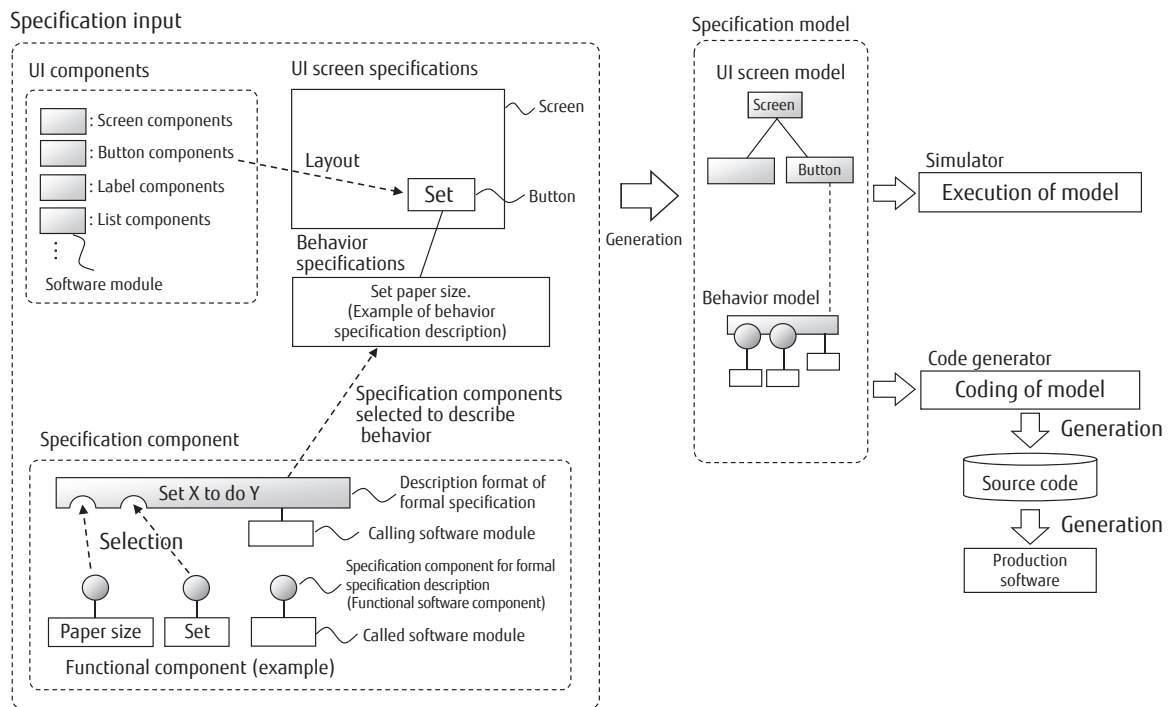 Specification input
UI components
: Screen components
: Button components
: Label components
: List components
⋮
Software module
UI screen specifications
Screen
Layout
Set
Button
Behavior
specifications
Set paper size.
(Example of behavior
specification description)
Specification components
selected to describe
behavior
Specification component
Set X to do Y
Description format of
formal specification
Calling software module
Selection
Specification component for formal
specification description
(Functional software component)
Paper size
Set
Called software module
Functional component (example)
Generation
Specification model
UI screen model
Screen
Button
Behavior model
Simulator
Execution of model
Code generator
Coding of model
Generation
Source code
Generation
Production
software